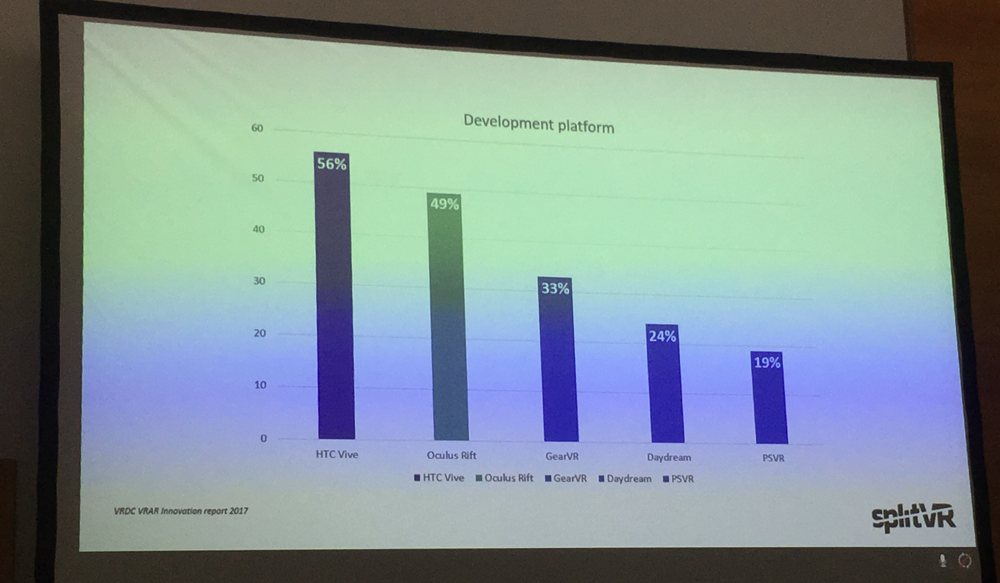 Development platform
60
50
40
30
20
10
0
56%
49%
33%
24%
19%
HTC Vive
Oculus Rift
GearVR
Daydream
PSVR
HTC Vive Oculus Rift GearVR Daydream PSVR
VRDC VRAR Innovation report 2017
splitVR